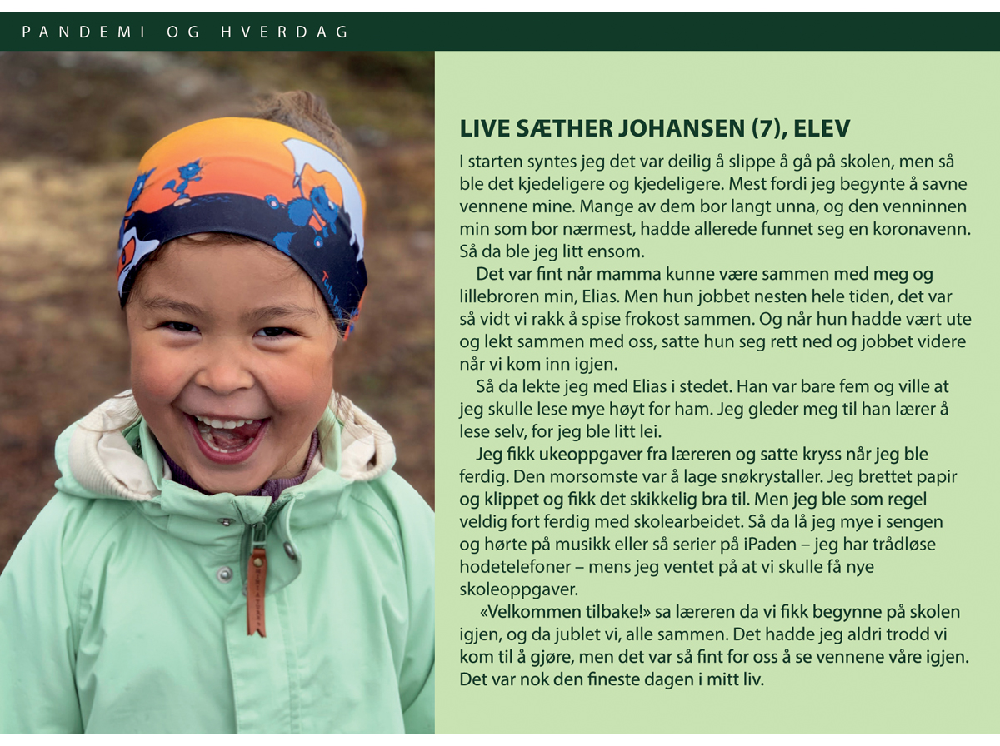 PANDEMI OG HVERDAG
LIVE SÆTHER JOHANSEN (7), ELEV
I starten syntes jeg det var deilig å slippe å gå på skolen, men så
ble det kjedeligere og kjedeligere. Mest fordi jeg begynte å savne
vennene mine. Mange av dem bor langt unna, og den venninnen
min som bor nærmest, hadde allerede funnet seg en koronavenn.
Så da ble jeg litt ensom.
Det var fint når mamma kunne være sammen med meg og
lillebroren min, Elias. Men hun jobbet nesten hele tiden, det var
så vidt vi rakk å spise frokost sammen. Og når hun hadde vært ute
og lekt sammen med oss, satte hun seg rett ned og jobbet videre
når vi kom inn igjen.
Så da lekte jeg med Elias i stedet. Han var bare fem og ville at
jeg skulle lese mye høyt for ham. Jeg gleder meg til han lærer å
lese selv, for jeg ble litt lei.
Jeg fikk ukeoppgaver fra læreren og satte kryss når jeg ble
ferdig. Den morsomste var å lage snøkrystaller. Jeg brettet papir
og klippet og fikk det skikkelig bra til. Men jeg ble som regel
veldig fort ferdig med skolearbeidet. Så da lå jeg mye i sengen
og hørte på musikk eller så serier på iPaden – jeg har trådløse
hodetelefoner – mens jeg ventet på at vi skulle få nye
skoleoppgaver.
«Velkommen tilbake!» sa læreren da vi fikk begynne på skolen
igjen, og da jublet vi, alle sammen. Det hadde jeg aldri trodd vi
kom til å gjøre, men det var så fint for oss å se vennene våre igjen.
Det var nok den fineste dagen i mitt liv.